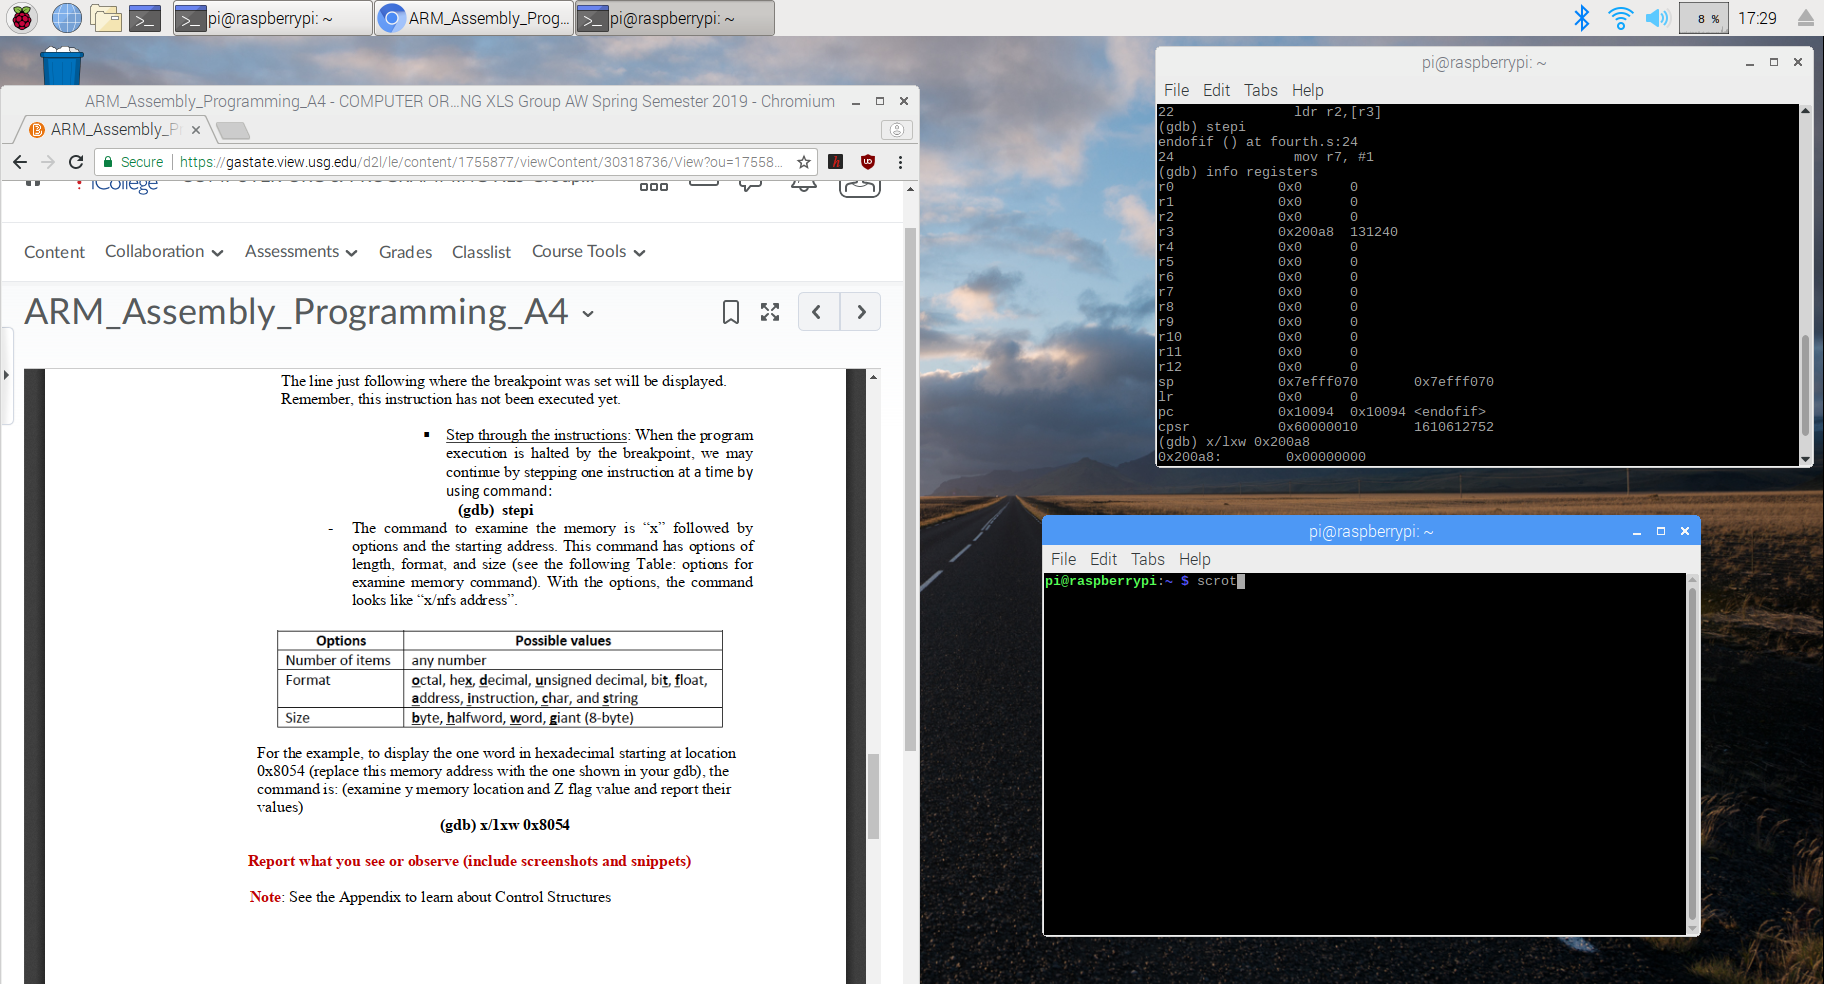 pi@raspberrypi: ~
ARM_Assembly_Prog...
pi@raspberrypi: ~
8 %
17:29
ARM_Assembly_Programming_A4 - COMPUTER OR...NG XLS Group AW Spring Semester 2019 - Chromium
ARM_Assembly_P
Secure
https://gastate.view.usg.edu/d2l/le/content/1755877/viewContent/30318736/View?ou=17558...
iCollege
Content
Collaboration
Assessments
Grades
Classlist
Course Tools
ARM_Assembly_Programming_A4
The line just following where the breakpoint was set will be displayed.
Remember, this instruction has not been executed yet.
Step through the instructions: When the program
execution is halted by the breakpoint, we may
continue by stepping one instruction at a time by
using command:
(gdb) stepi
- The command to examine the memory is “x” followed by
options and the starting address. This command has options of
length, format, and size (see the following Table: options for
examine memory command). With the options, the command
looks like “x/nfs address”.
Options Possible values
Number of items any number
Format octal, hex, decimal, unsigned decimal, bit, float,
address, instruction, char, and string
Size byte, halfword, word, giant (8-byte)
For the example, to display the one word in hexadecimal starting at location
0x8054 (replace this memory address with the one shown in your gdb), the
command is: (examine y memory location and Z flag value and report their
values)
(gdb) x/1xw 0x8054
Report what you see or observe (include screenshots and snippets)
Note: See the Appendix to learn about Control Structures
pi@raspberrypi: ~
File Edit Tabs Help
22 ldr r2,[r3]
(gdb) stepi
endofif () at fourth.s:24
24 mov r7, #1
(gdb) info registers
r0 0x0 0
r1 0x0 0
r2 0x0 0
r3 0x200a8 131240
r4 0x0 0
r5 0x0 0
r6 0x0 0
r7 0x0 0
r8 0x0 0
r9 0x0 0
r10 0x0 0
r11 0x0 0
r12 0x0 0
sp 0x7efff070 0x7efff070
lr 0x0 0
pc 0x10094 0x10094 <endofif>
cpsr 0x60000010 1610612752
(gdb) x/1xw 0x200a8
0x200a8: 0x00000000
pi@raspberrypi: ~
File Edit Tabs Help
pi@raspberrypi:~ $ scrot